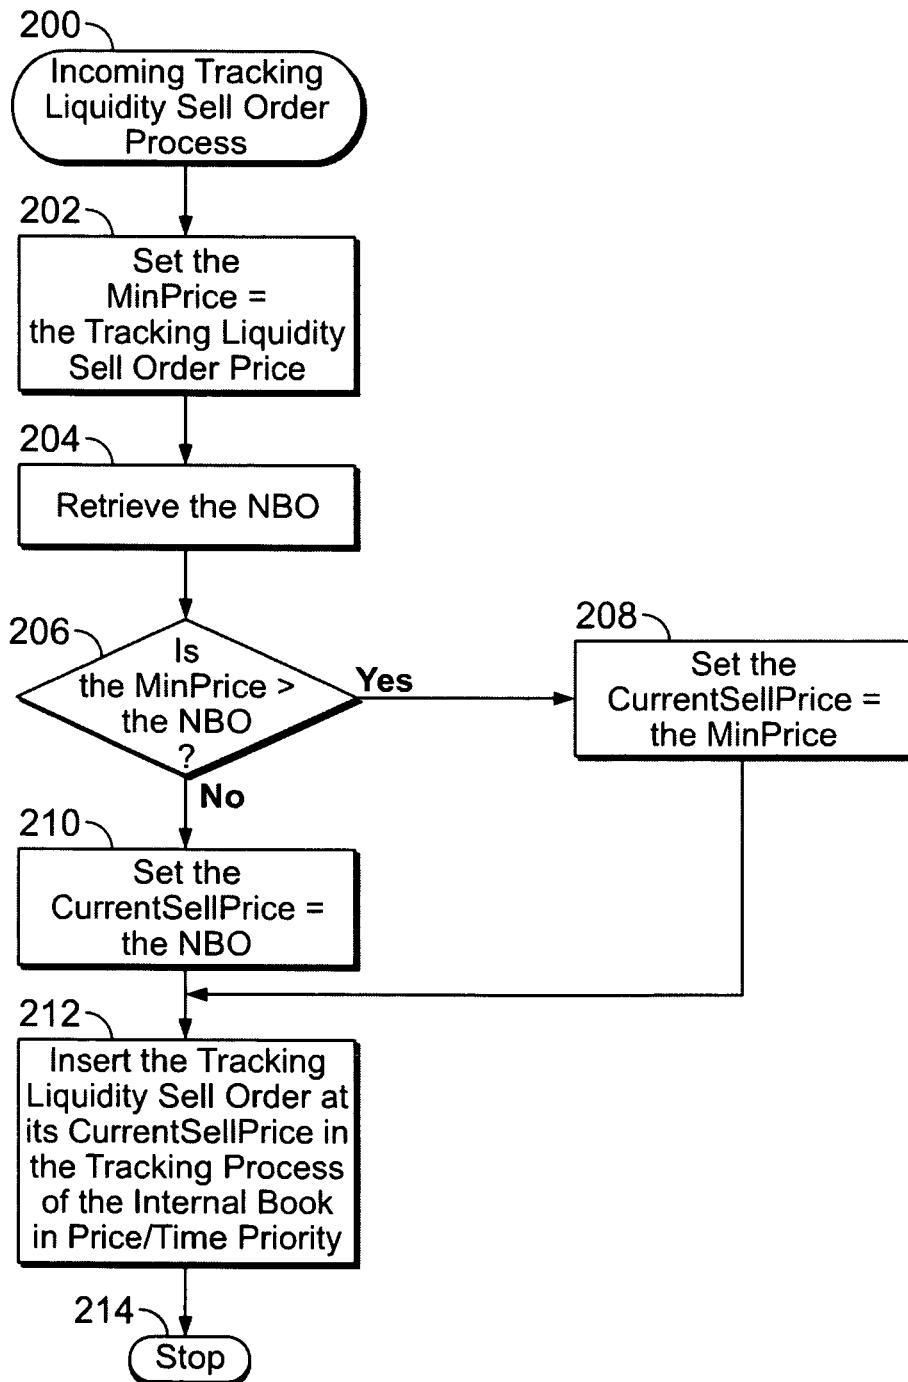 200
Incoming Tracking
Liquidity Sell Order
Process
202
Set the
MinPrice =
the Tracking Liquidity
Sell Order Price
204
Retrieve the NBO
206
Is
the MinPrice >
the NBO
?
Yes
208
Set the
CurrentSellPrice =
the MinPrice
No
210
Set the
CurrentSellPrice =
the NBO
212
Insert the Tracking
Liquidity Sell Order at
its CurrentSellPrice in
the Tracking Process
of the Internal Book
in Price/Time Priority
214
Stop